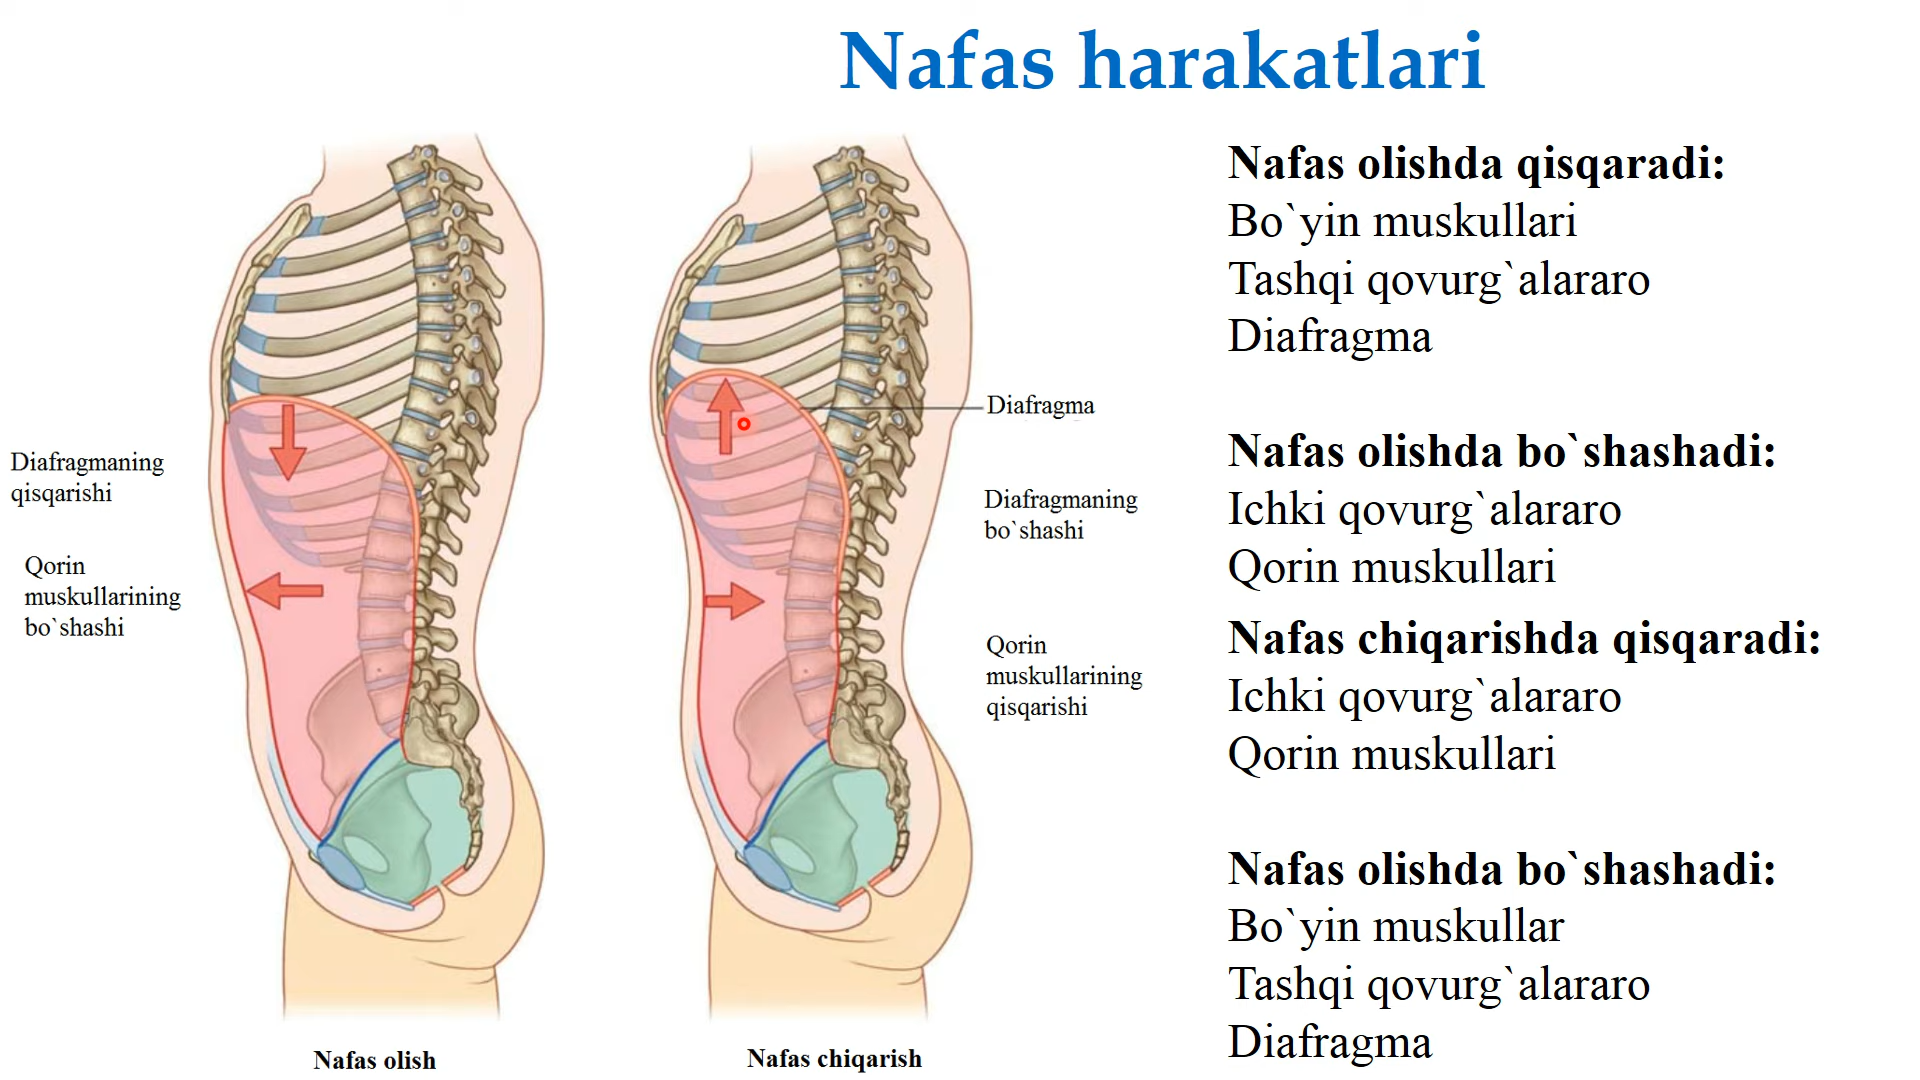 Nafas harakatlari
Diafragmaning
qisqarishi
Qorin
muskullarining
bo`shashi
Nafas olish
Diafragma
Diafragmaning
bo`shashi
Qorin
muskullarining
qisqarishi
Nafas chiqarish
Nafas olishda qisqaradi:
Bo`yin muskullari
Tashqi qovurg`alararo
Diafragma
Nafas olishda bo`shashadi:
Ichki qovurg`alararo
Qorin muskullari
Nafas chiqarishda qisqaradi:
Ichki qovurg`alararo
Qorin muskullari
Nafas olishda bo`shashadi:
Bo`yin muskullar
Tashqi qovurg`alararo
Diafragma